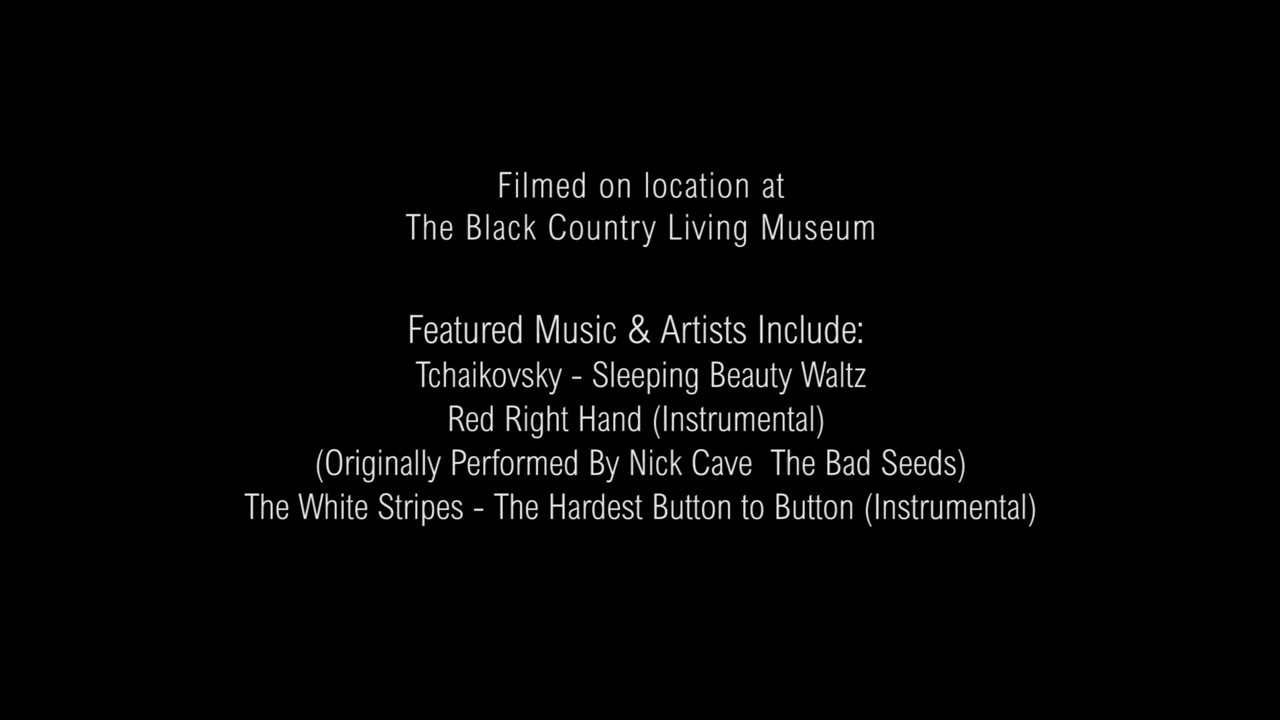 Filmed on location at
The Black Country Living Museum
Featured Music & Artists Include:
Tchaikovsky - Sleeping Beauty Waltz
Red Right Hand (Instrumental)
(Originally Performed By Nick Cave  The Bad Seeds)
The White Stripes - The Hardest Button to Button (Instrumental)